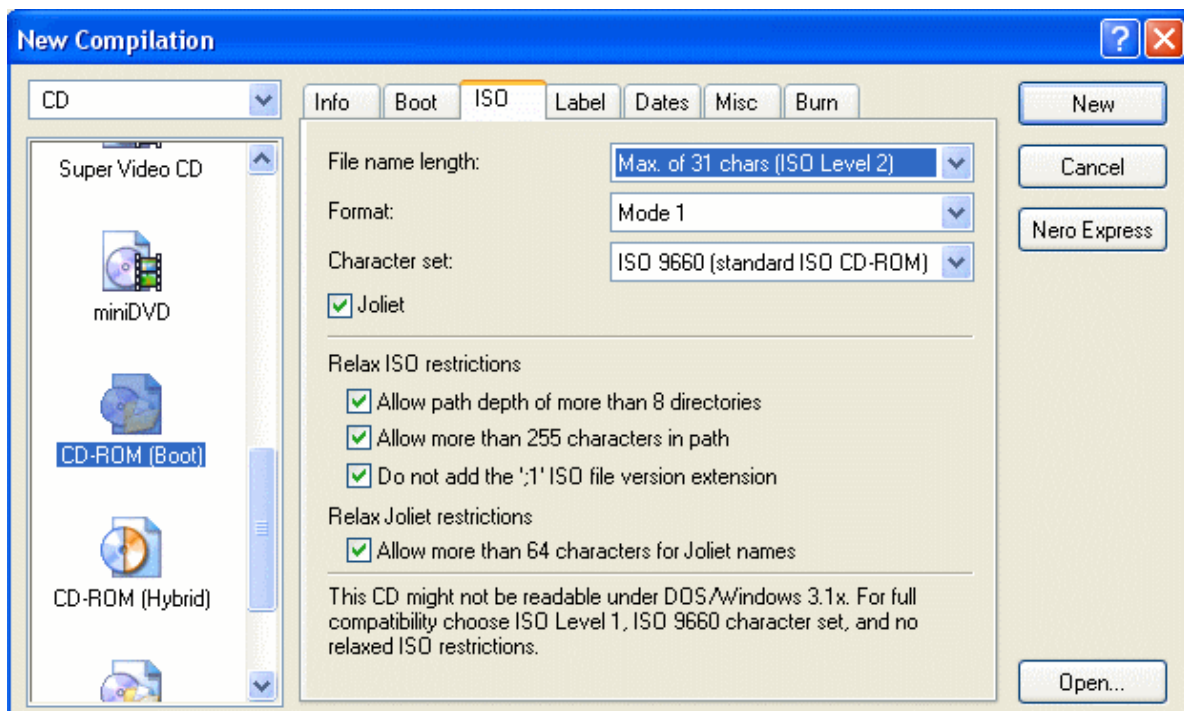 New Compilation
CD
Super Video CD
miniDVD
CD-ROM (Boot)
CD-ROM (Hybrid)
Info
Boot
ISO
Label
Dates
Misc
Burn
File name length:
Max. of 31 chars (ISO Level 2)
Format:
Mode 1
Character set:
ISO 9660 (standard ISO CD-ROM)
Joliet
Relax ISO restrictions
Allow path depth of more than 8 directories
Allow more than 255 characters in path
Do not add the ';1' ISO file version extension
Relax Joliet restrictions
Allow more than 64 characters for Joliet names
This CD might not be readable under DOS/Windows 3.1x. For full
compatibility choose ISO Level 1, ISO 9660 character set, and no
relaxed ISO restrictions.
New
Cancel
Nero Express
Open...